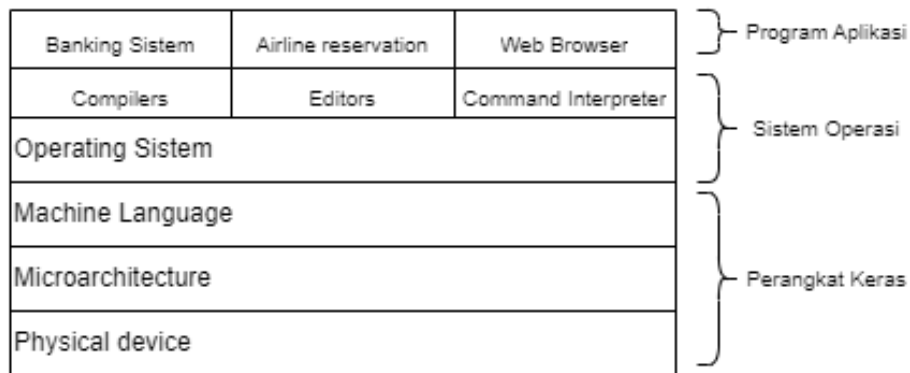 Banking Sistem
Airline reservation
Web Browser
Program Aplikasi
Compilers
Editors
Command Interpreter
Sistem Operasi
Operating Sistem
Machine Language
Microarchitecture
Perangkat Keras
Physical device